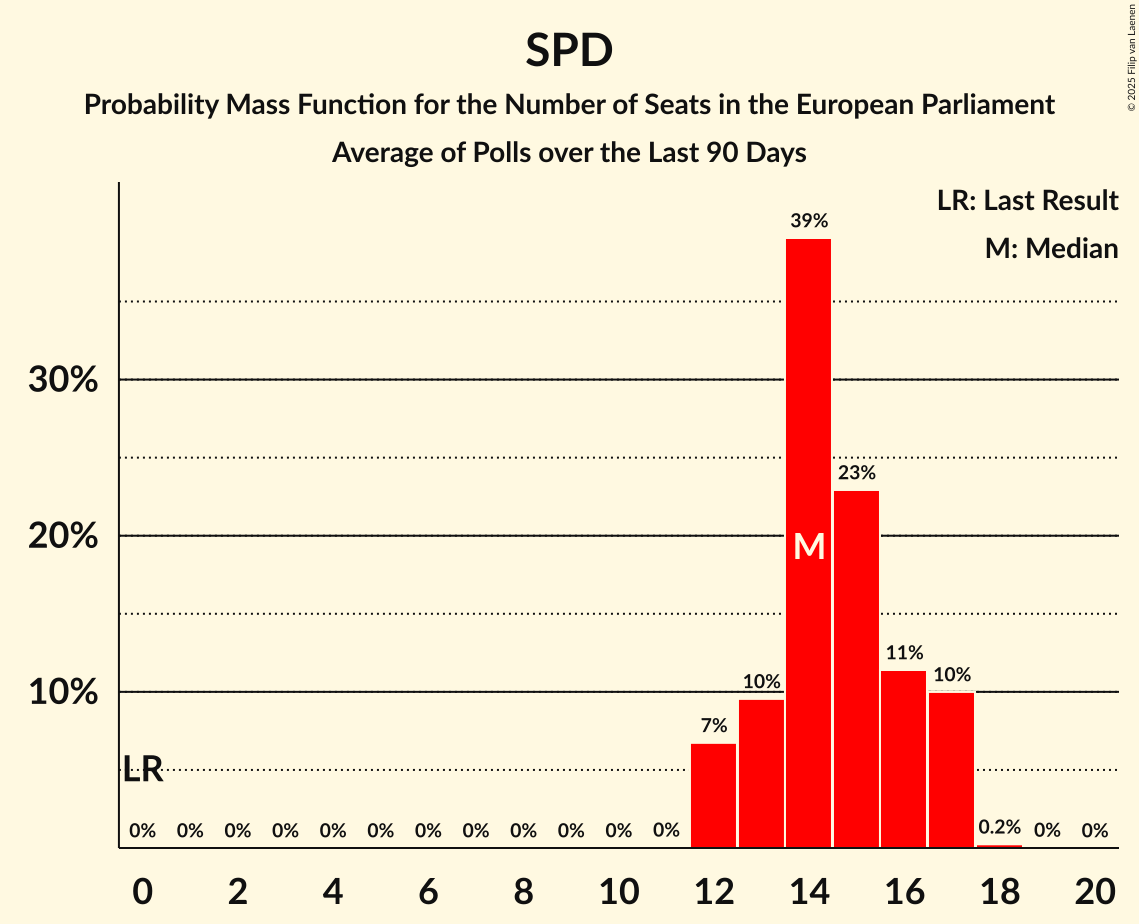 SPD
Probability Mass Function for the Number of Seats in the European Parliament
Average of Polls over the Last 90 Days
© 2025 Filip van Laenen
LR: Last Result
M: Median
39%
30%
23%
20%
M
11%
10%
10%
10%
7%
LR
0% 0% 0% 0% 0% 0% 0% 0% 0% 0% 0% 0% 0.2% 0% 0%
0 2 4 6 8 10 12 14 16 18 20